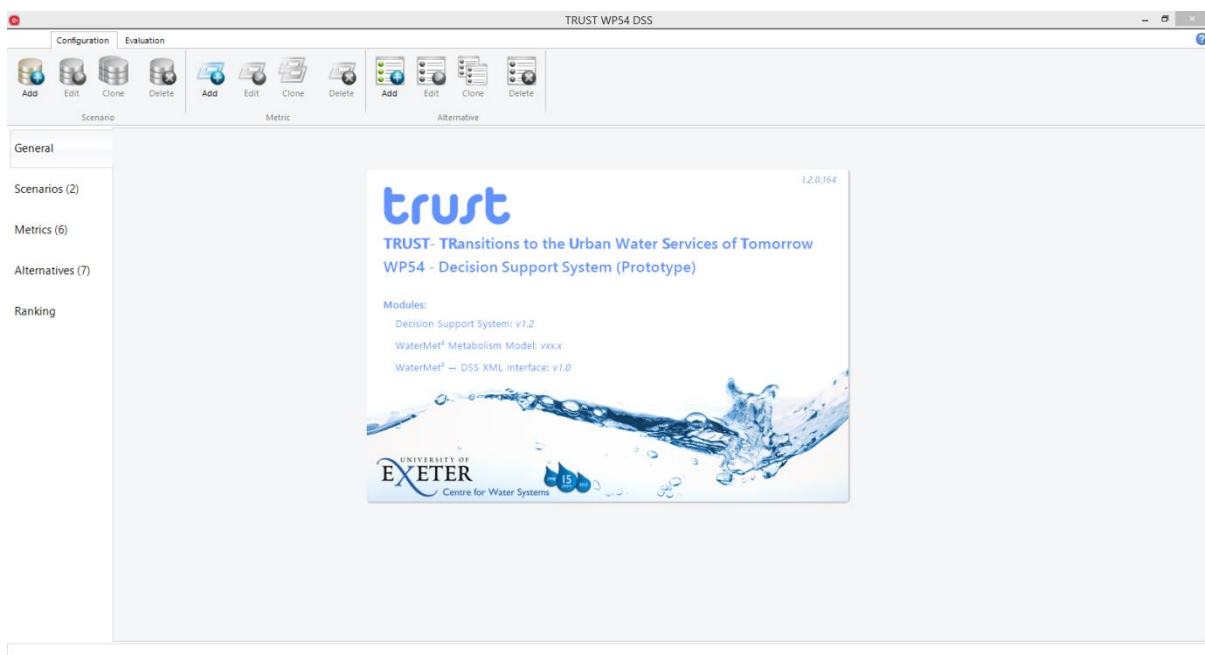 TRUST WP54 DSS
Configuration Evaluation
Add Edit Clone Delete Add Edit Clone Delete Add Edit Clone Delete
Scenario Metric Alternative
General
Scenarios (2)
Metrics (6)
Alternatives (7)
Ranking
1.2.0.164
trust
TRUST- TRansitions to the Urban Water Services of Tomorrow
WP54 - Decision Support System (Prototype)
Modules:
Decision Support System: v1.2
WaterMet² Metabolism Model: vxx.x
WaterMet² ↔ DSS XML Interface: v1.0
UNIVERSITY OF
EXETER
Centre for Water Systems
15